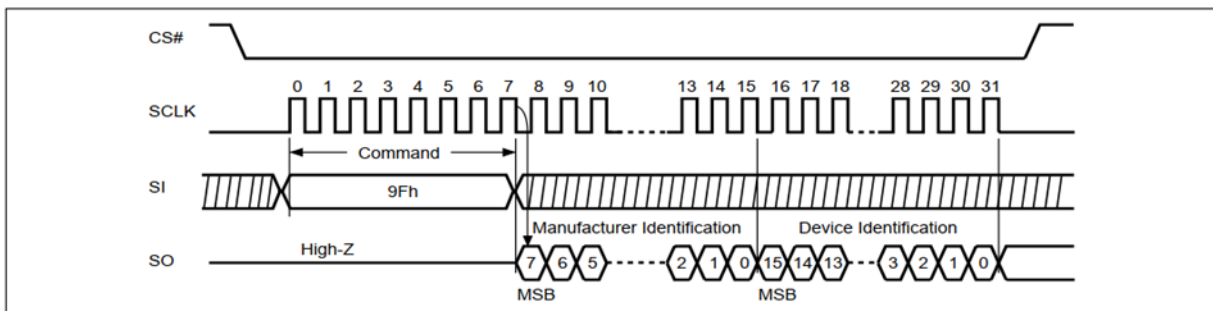 CS#
0 1 2 3 4 5 6 7 8 9 10 13 14 15 16 17 18 28 29 30 31
SCLK
Command
SI
9Fh
Manufacturer Identification Device Identification
High-Z
SO
7 6 5 2 1 0 15 14 13 3 2 1 0
MSB MSB